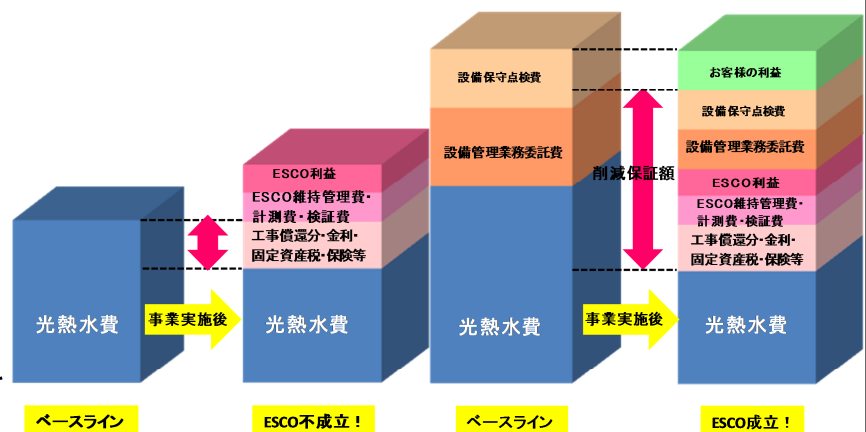 光熱水費
ベースライン
事業実施後
ESCO利益
ESCO維持管理費・
計測費・検証費
工事償還分・金利・
固定資産税・保険等
光熱水費
ESCO不成立！
設備保守点検費
設備管理業務委託費
光熱水費
ベースライン
削減保証額
事業実施後
お客様の利益
設備保守点検費
設備管理業務委託費
ESCO利益
ESCO維持管理費・
計測費・検証費
工事償還分・金利・
固定資産税・保険等
光熱水費
ESCO成立！